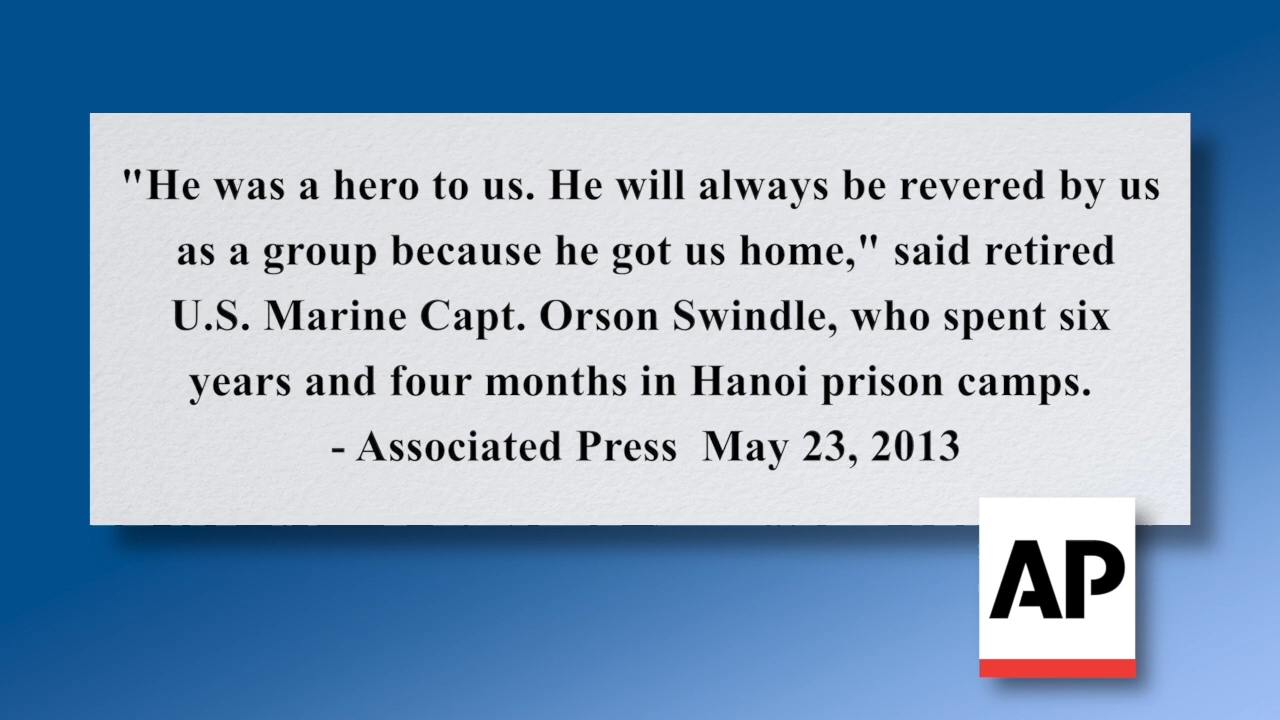 "He was a hero to us. He will always be revered by us
as a group because he got us home," said retired
U.S. Marine Capt. Orson Swindle, who spent six
years and four months in Hanoi prison camps.
- Associated Press  May 23, 2013
AP